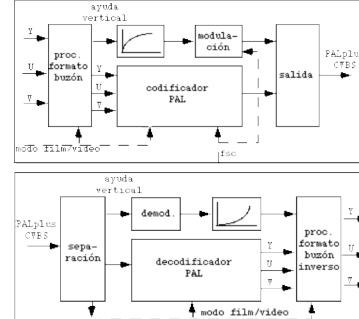 ayuda
vertical
Y
U
V
proc.
formato
buzón
Y
U
V
modula-
ción
codificador
PAL
salida
PALplus
CVBS
modo film/video
fsc
ayuda
vertical
PALplus
CVBS
sepa-
ración
demod.
decodificador
PAL
Y
U
V
proc.
formato
buzón
inverso
Y
U
V
modo film/video